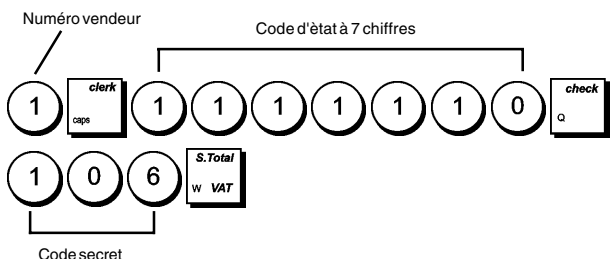 Numéro vendeur
Code d'ètat à 7 chiffres
1 clerk caps 1 1 1 1 1 1 0 check Q
1 0 6 S.Total W VAT
Code secret